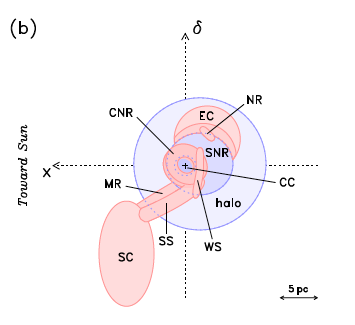 (b)
δ
NR
EC
CNR
SNR
Toward Sun
X
MR
CC
halo
SS
WS
SC
5 pc